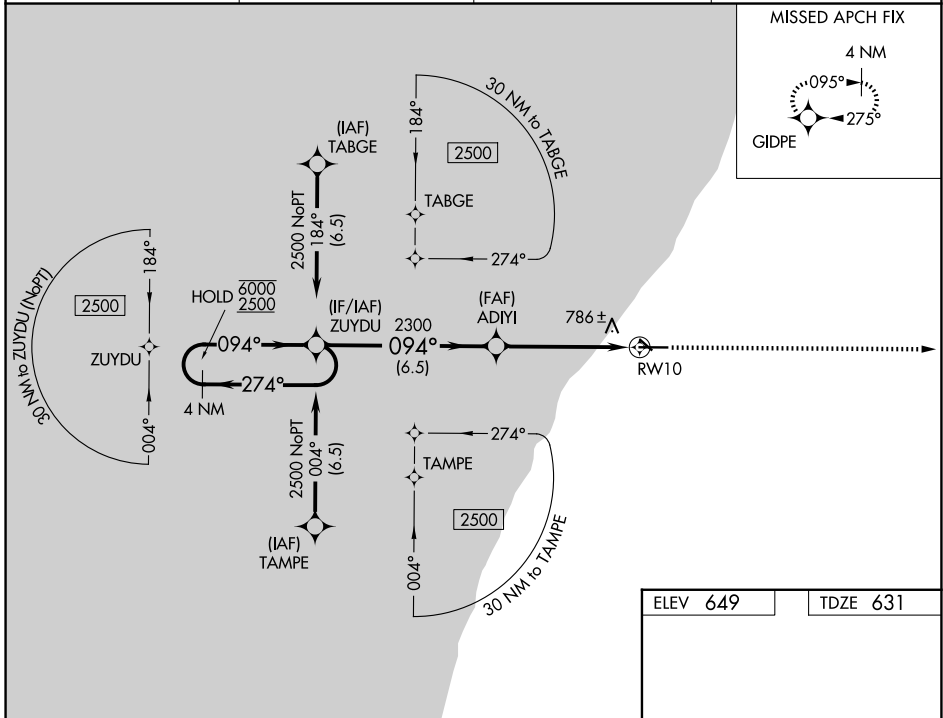 MISSED APCH FIX
4 NM
095°
275°
GIDPE
(IAF)
TABGE
2500 NoPT
184°
(6.5)
184°
30 NM to TABGE
2500
TABGE
274°
30 NM to ZUYDU (NoPT)
184°
2500
ZUYDU
004°
HOLD 6000
2500
094°
274°
4 NM
(IF/IAF)
ZUYDU
2300
094°
(6.5)
(FAF)
ADIYI
786 ±
RW10
2500 NoPT
004°
(6.5)
(IAF)
TAMPE
274°
TAMPE
2500
004°
30 NM to TAMPE
ELEV 649
TDZE 631